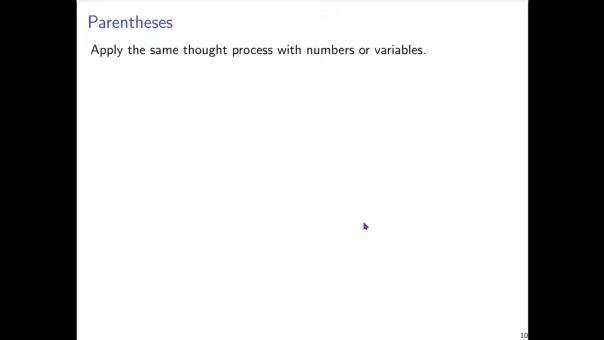 Parentheses
Apply the same thought process with numbers or variables.
10